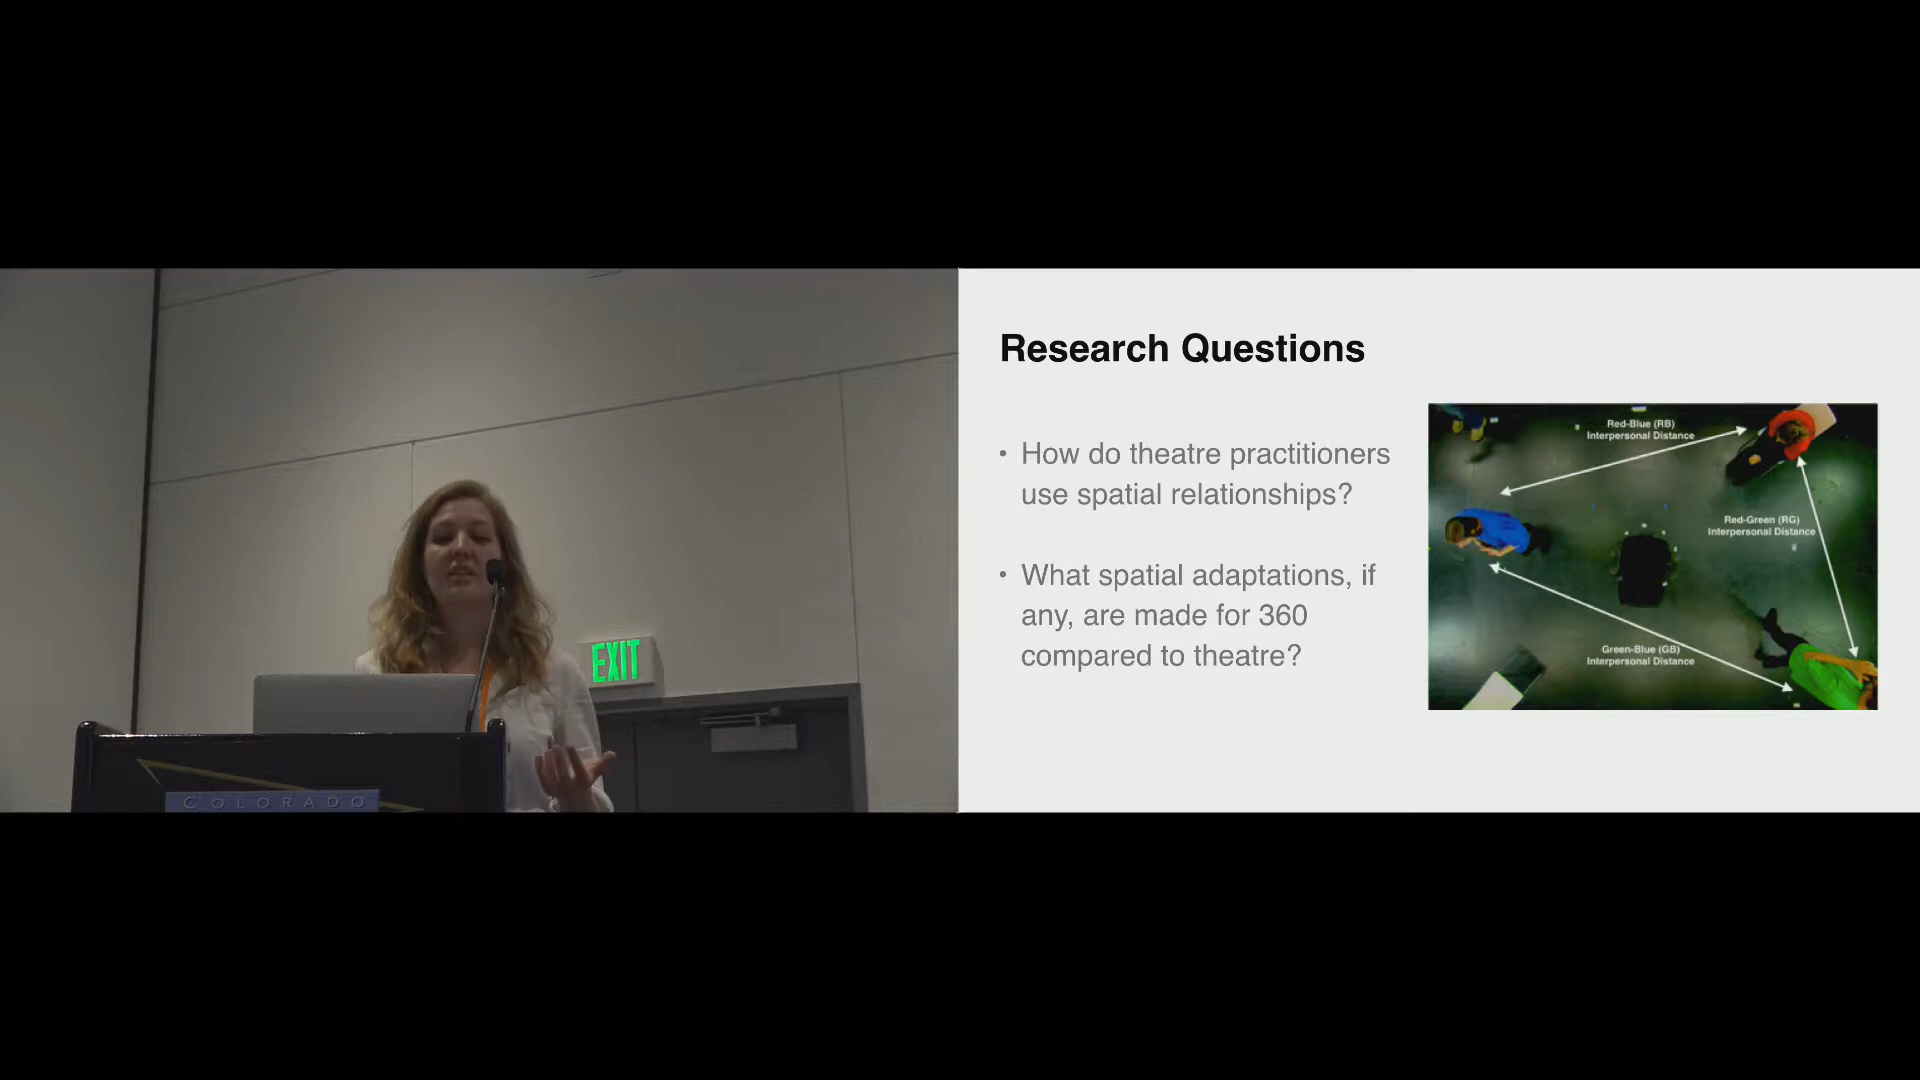 EXIT
COLORADO
Research Questions
• How do theatre practitioners
use spatial relationships?
• What spatial adaptations, if
any, are made for 360
compared to theatre?
Red-Blue (RB)
Interpersonal Distance
Red-Green (RG)
Interpersonal Distance
Green-Blue (GB)
Interpersonal Distance